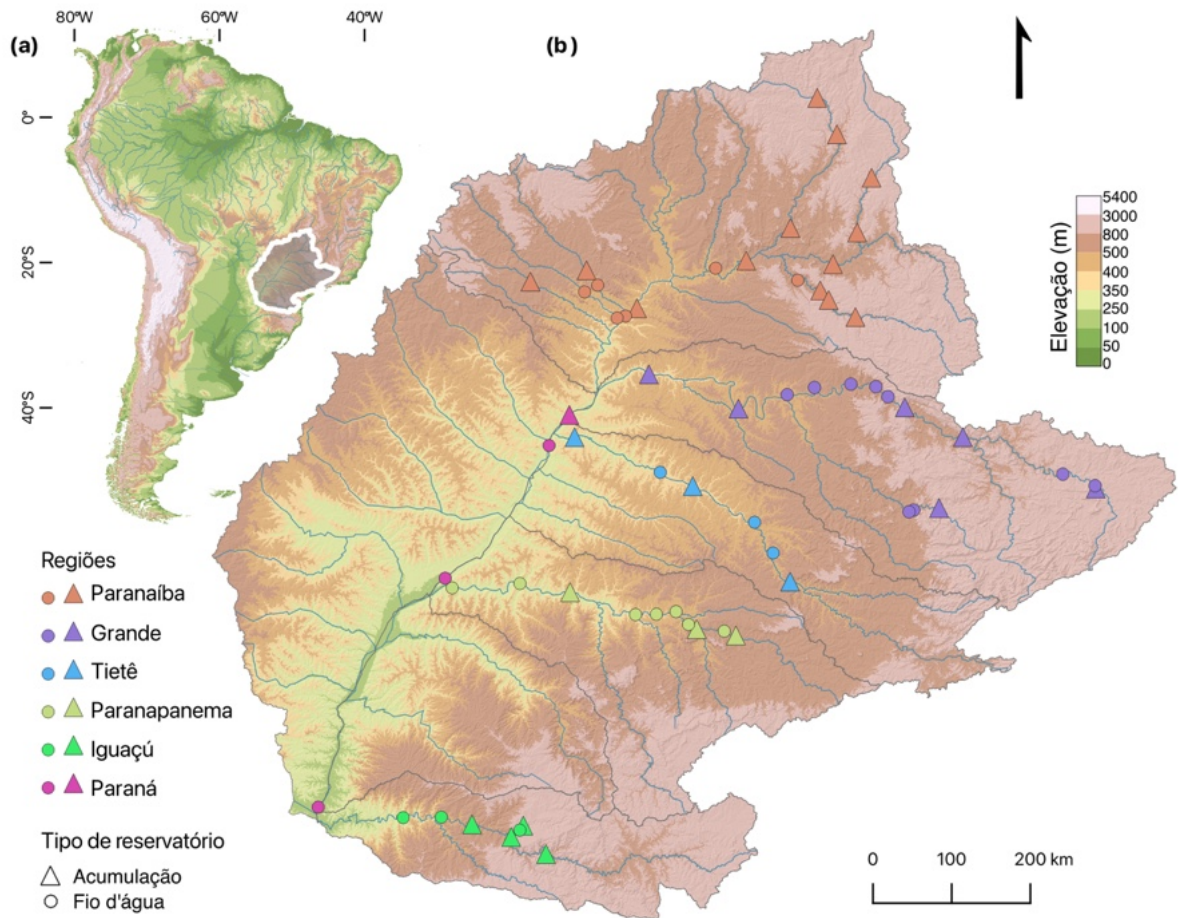 80°W 60°W 40°W
(a)
(b)
0°
20°S
40°S
Elevação (m)
5400
3000
800
500
400
350
250
100
50
0
Regiões
Paranaíba
Grande
Tietê
Paranapanema
Iguaçú
Paraná
Tipo de reservatório
Acumulação
Fio d'água
0 100 200 km